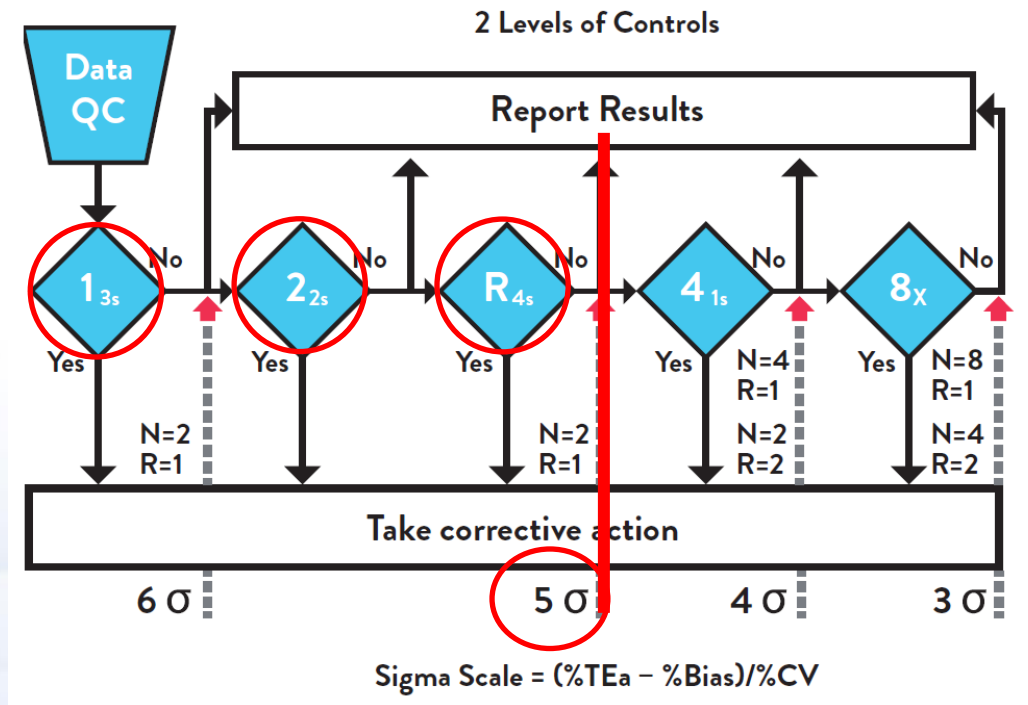 2 Levels of Controls
Data
QC
Report Results
No
No
No
No
No
1 3s
2 2s
R 4s
4 1s
8 X
Yes
Yes
Yes
Yes
Yes
N=4
R=1
N=8
R=1
N=2
R=1
N=2
R=1
N=2
R=2
N=4
R=2
Take corrective action
6 σ
5 σ
4 σ
3 σ
Sigma Scale = (%TEa – %Bias)/%CV